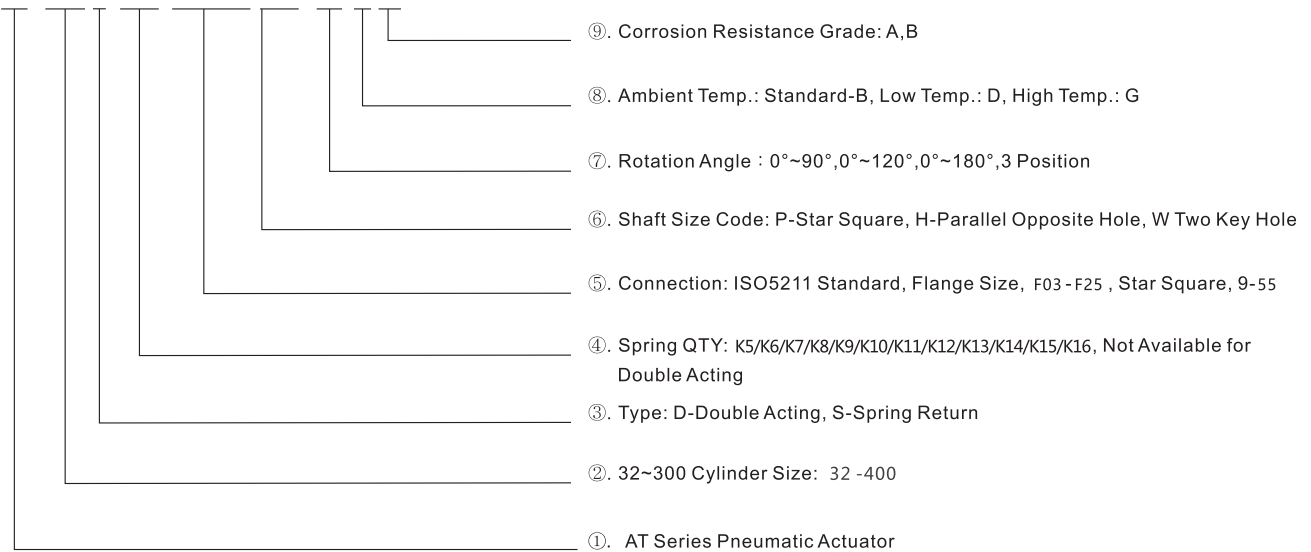 ⑨. Corrosion Resistance Grade: A,B
⑧. Ambient Temp.: Standard-B, Low Temp.: D, High Temp.: G
⑦. Rotation Angle : 0°~90°,0°~120°,0°~180°,3 Position
⑥. Shaft Size Code: P-Star Square, H-Parallel Opposite Hole, W Two Key Hole
⑤. Connection: ISO5211 Standard, Flange Size, F03-F25 , Star Square, 9-55
④. Spring QTY: K5/K6/K7/K8/K9/K10/K11/K12/K13/K14/K15/K16, Not Available for
Double Acting
③. Type: D-Double Acting, S-Spring Return
②. 32~300 Cylinder Size: 32 -400
①. AT Series Pneumatic Actuator